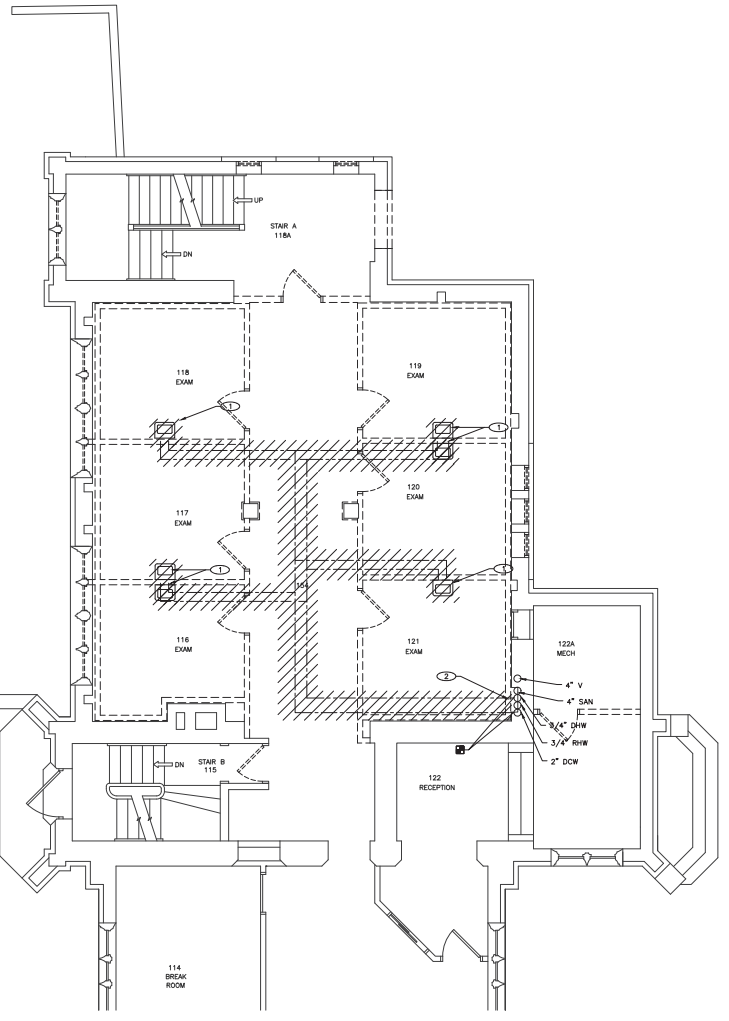 UP
STAIR A
118A
DN
118
EXAM
119
EXAM
1
1
120
EXAM
117
EXAM
1
1
104
116
EXAM
121
EXAM
122A
MECH
2
4" V
4" SAN
3/4" DHW
3/4" RHW
2" DCW
DN
STAIR B
115
122
RECEPTION
114
BREAK
ROOM